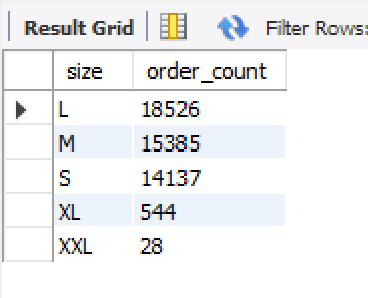 Result Grid Filter Rows:
size order_count
L 18526
M 15385
S 14137
XL 544
XXL 28